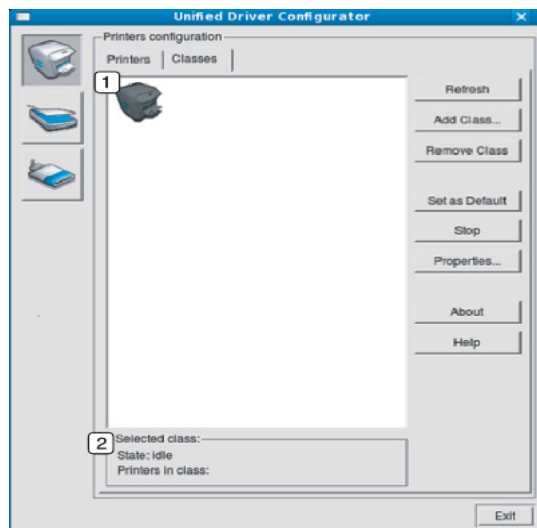 Unified Driver Configurator
Printers configuration
Printers Classes
1
Refresh
Add Class...
Remove Class
Set as Default
Stop
Properties...
About
Help
2
Selected class:
State: idle
Printers in class:
Exit